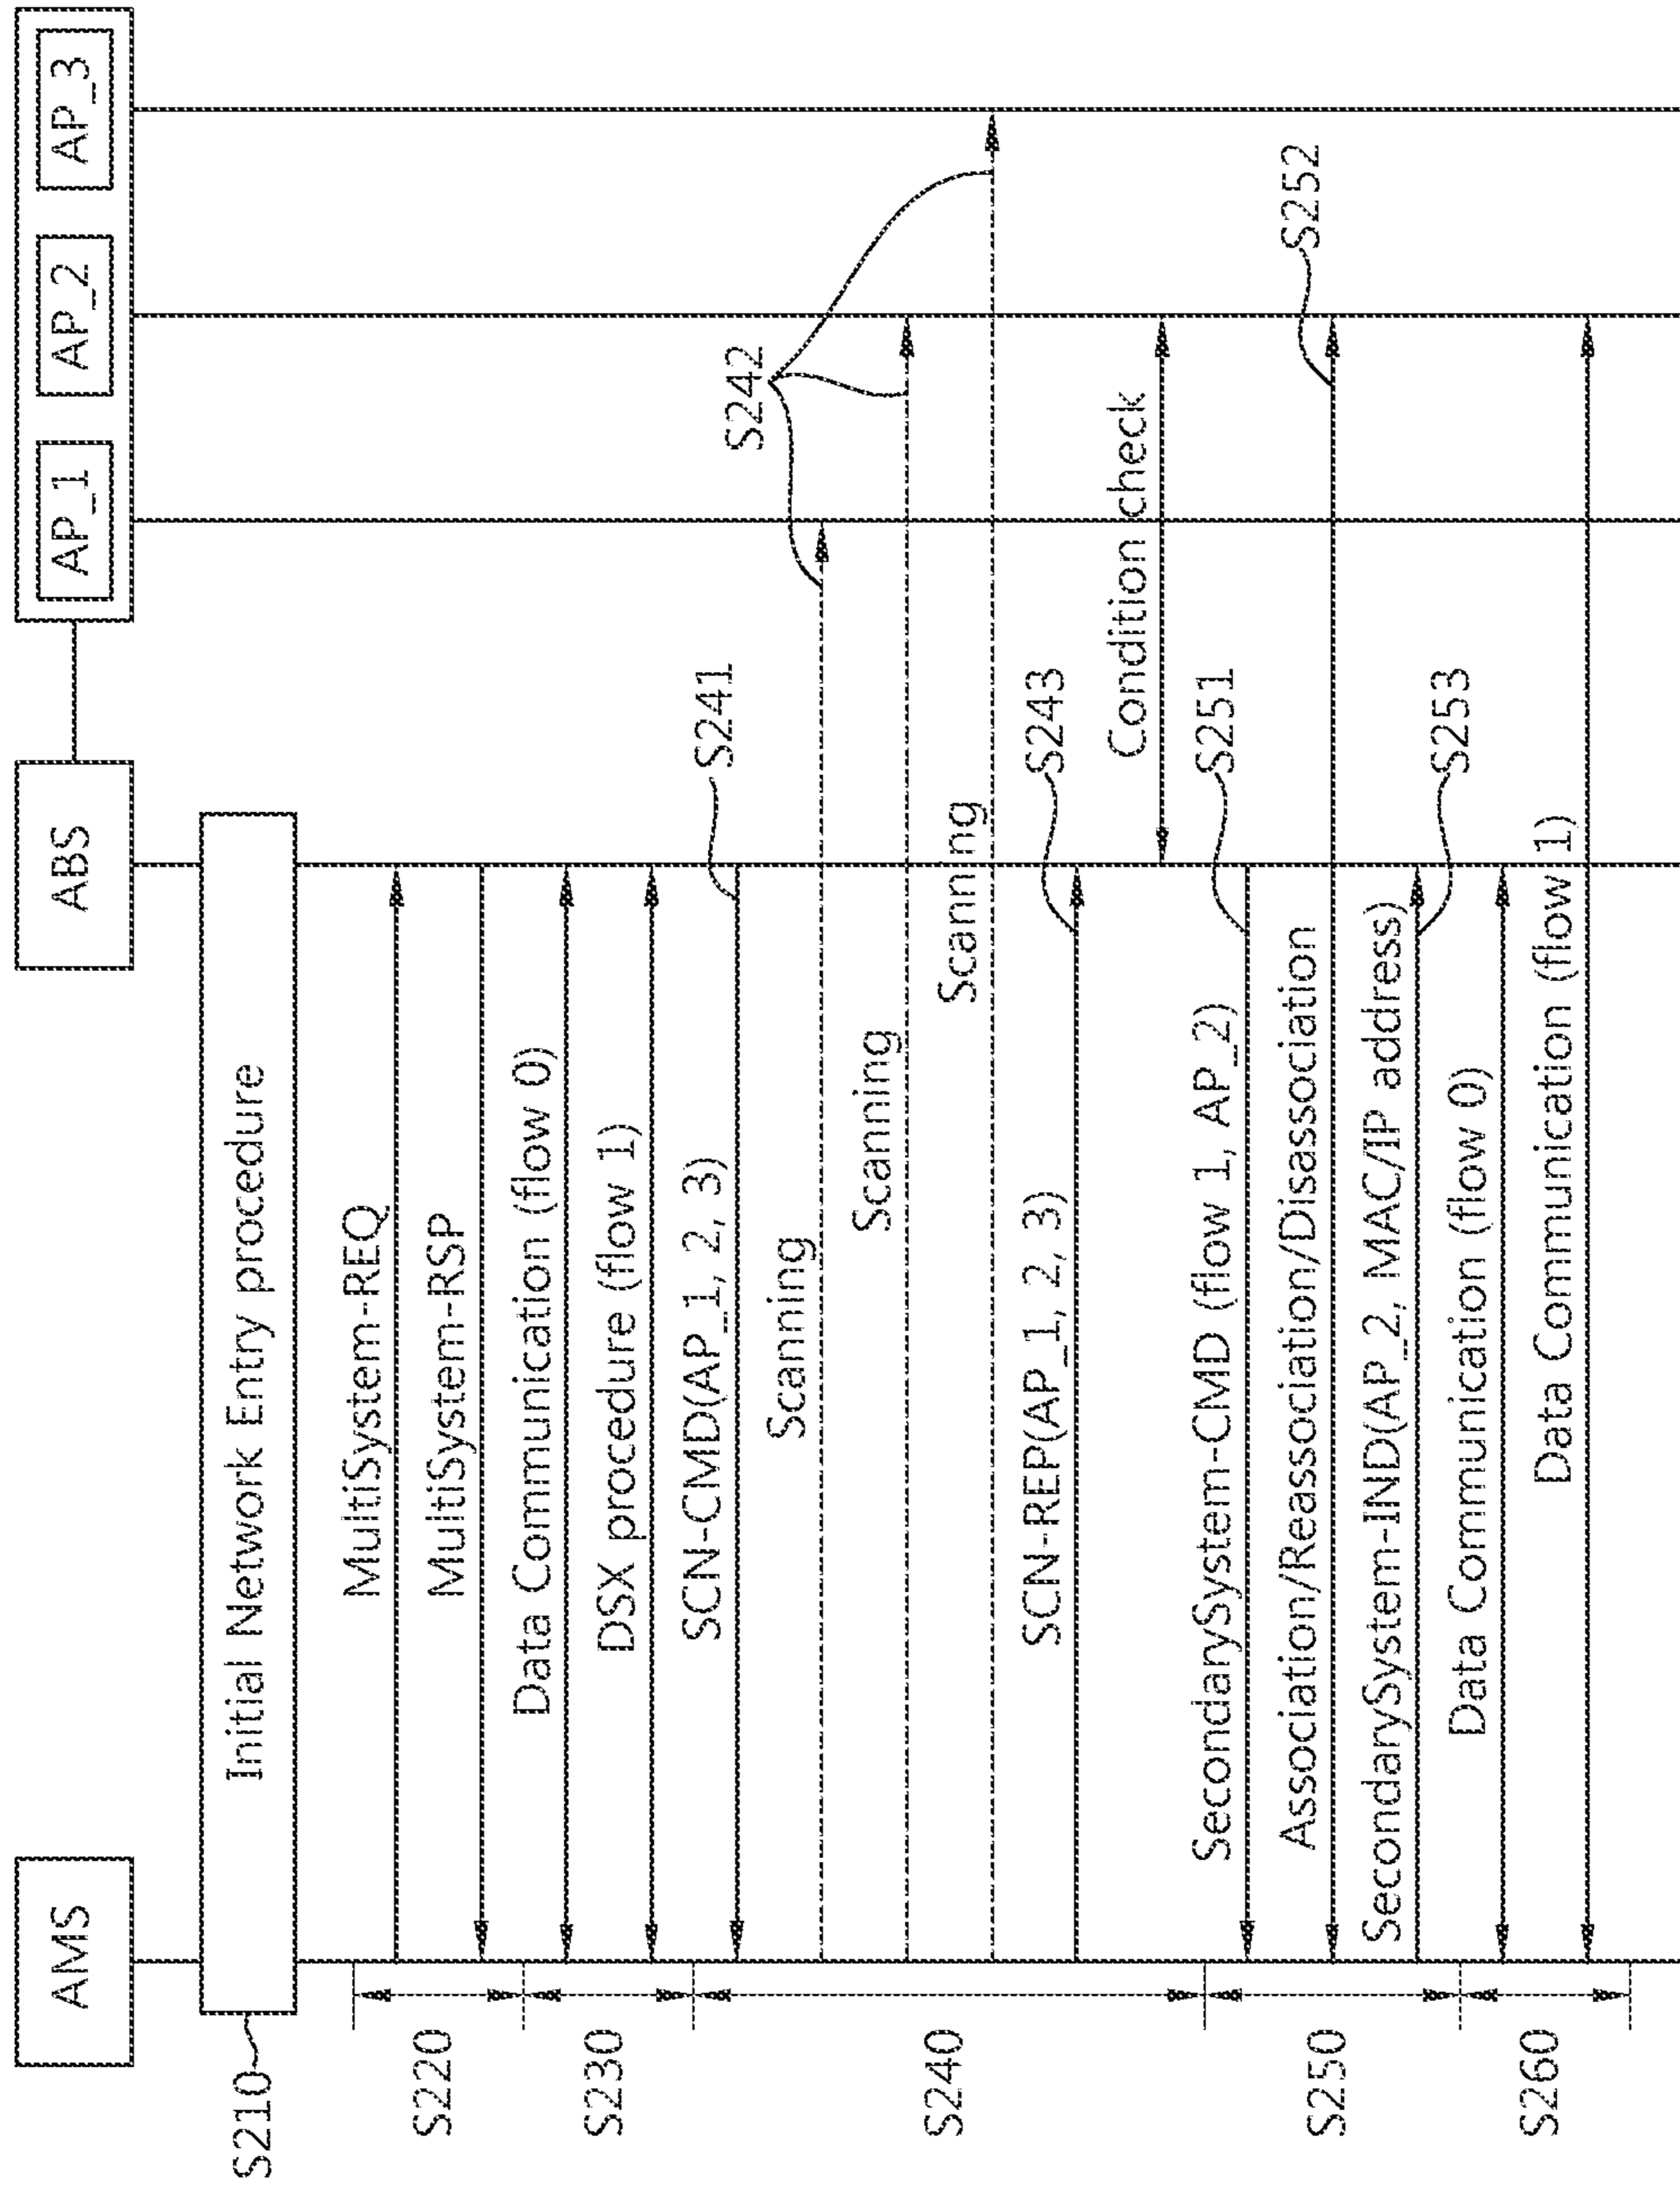 AMS
ABS
AP_1
AP_2
AP_3
S210
Initial Network Entry procedure
S220
MultiSystem-REQ
MultiSystem-RSP
S230
Data Communication (flow 0)
DSX procedure (flow 1)
S240
SCN-CMD(AP_1, 2, 3)
S241
Scanning
S242
Scanning
Scanning
SCN-REP(AP_1, 2, 3)
S243
Condition check
S250
SecondarySystem-CMD (flow 1, AP_2)
S251
Association/Reassociation/Disassociation
S252
SecondarySystem-IND(AP_2, MAC/IP address)
S253
S260
Data Communication (flow 0)
Data Communication (flow 1)